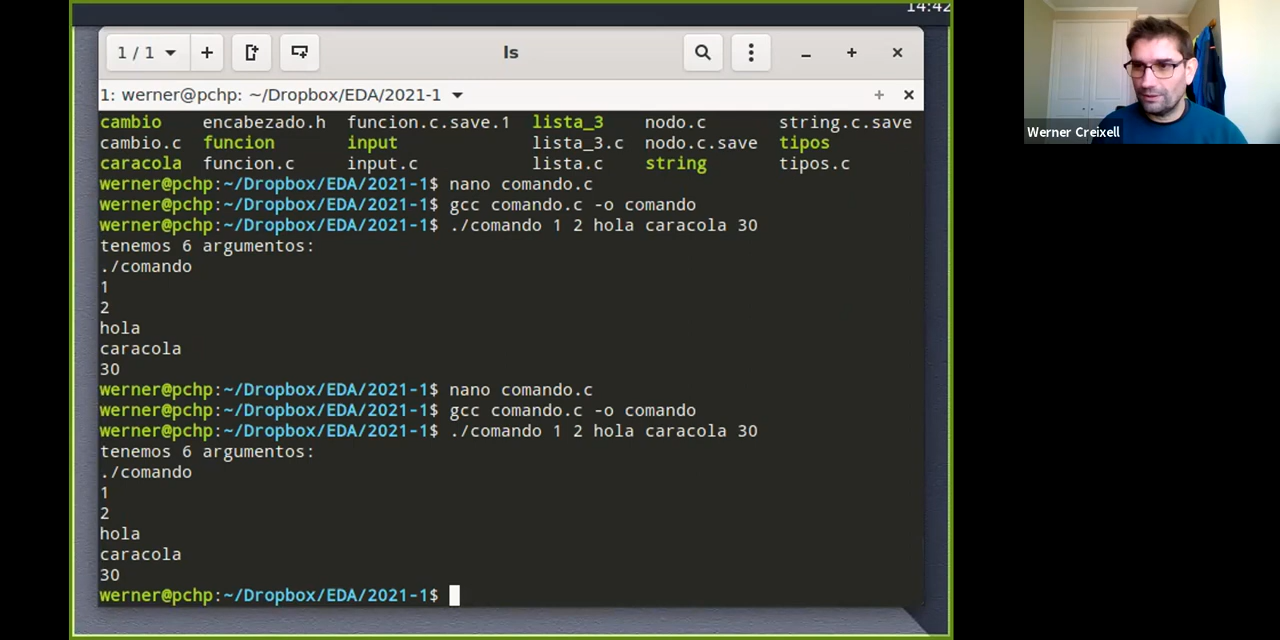 14:42
1 / 1
ls
1: werner@pchp: ~/Dropbox/EDA/2021-1
cambio encabezado.h funcion.c.save.1 lista_3 nodo.c string.c.save
cambio.c funcion input lista_3.c nodo.c.save tipos
caracola funcion.c input.c lista.c string tipos.c
werner@pchp:~/Dropbox/EDA/2021-1$ nano comando.c
werner@pchp:~/Dropbox/EDA/2021-1$ gcc comando.c -o comando
werner@pchp:~/Dropbox/EDA/2021-1$ ./comando 1 2 hola caracola 30
tenemos 6 argumentos:
./comando
1
2
hola
caracola
30
werner@pchp:~/Dropbox/EDA/2021-1$ nano comando.c
werner@pchp:~/Dropbox/EDA/2021-1$ gcc comando.c -o comando
werner@pchp:~/Dropbox/EDA/2021-1$ ./comando 1 2 hola caracola 30
tenemos 6 argumentos:
./comando
1
2
hola
caracola
30
werner@pchp:~/Dropbox/EDA/2021-1$
Werner Creixell